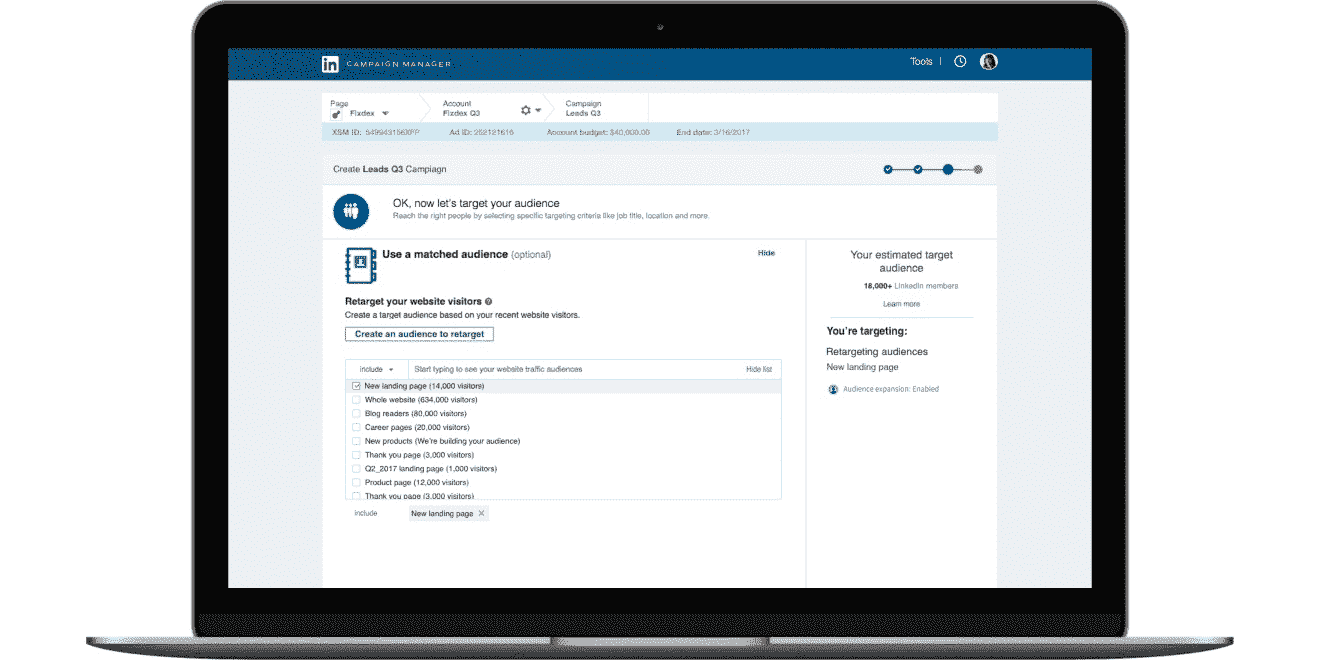 in CAMPAIGN MANAGER
Tools
Page
Fixdex
Account
Fixdex Q3
Campaign
Leads Q3
Ad ID: 252121616
Account budget: $40,000.00
End date: 3/16/2017
Create Leads Q3 Campiagn
OK, now let's target your audience
Reach the right people by selecting specific targeting criteria like job title, location and more.
Use a matched audience (optional)
Hide
Retarget your website visitors
Create a target audience based on your recent website visitors.
Create an audience to retarget
include
Start typing to see your website traffic audiences
Hide list
New landing page (14,000 visitors)
Whole website (634,000 visitors)
Blog readers (80,000 visitors)
Career pages (20,000 visitors)
New products (We're building your audience)
Thank you page (3,000 visitors)
Q2_2017 landing page (1,000 visitors)
Product page (12,000 visitors)
Thank you page (3,000 visitors)
include
New landing page
Your estimated target
audience
18,000+ LinkedIn members
Learn more
You're targeting:
Retargeting audiences
New landing page
Audience expansion: Enabled